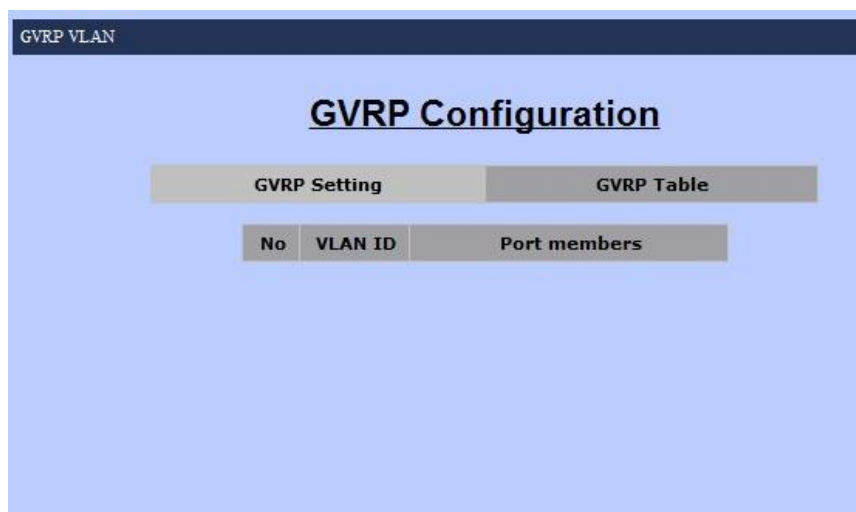 GVRP VLAN
GVRP Configuration
GVRP Setting GVRP Table
No VLAN ID Port members